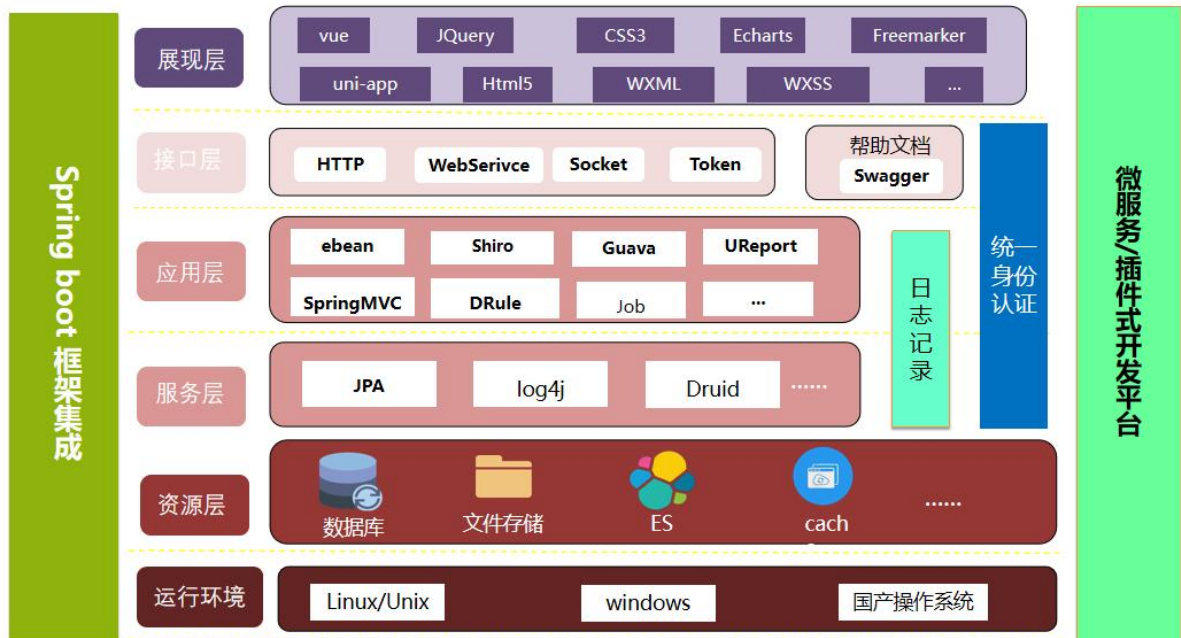 Spring boot 框架集成
展现层
vue
JQuery
CSS3
Echarts
Freemarker
uni-app
Html5
WXML
WXSS
...
接口层
HTTP
WebSerivce
Socket
Token
帮助文档
Swagger
应用层
ebean
Shiro
Guava
UReport
SpringMVC
DRule
Job
...
服务层
JPA
log4j
Druid
......
日志记录
统一
身份
认证
资源层
数据库
文件存储
ES
cach
......
运行环境
Linux/Unix
windows
国产操作系统
微服务/插件式开发平台